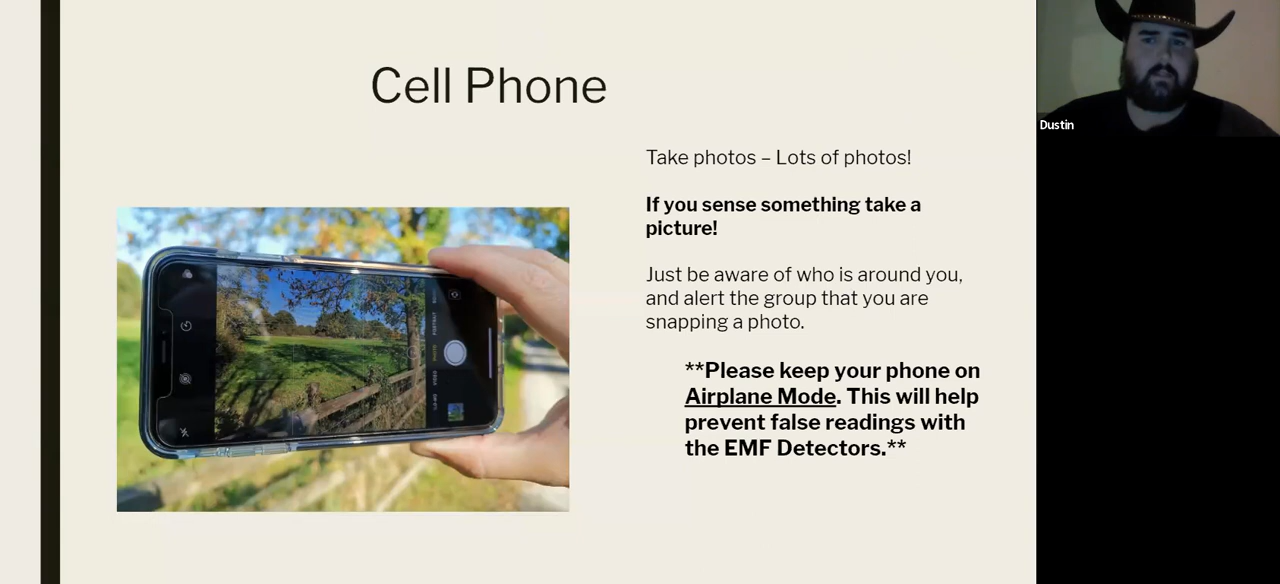 Cell Phone
Take photos – Lots of photos!
If you sense something take a
picture!
Just be aware of who is around you,
and alert the group that you are
snapping a photo.
**Please keep your phone on
Airplane Mode. This will help
prevent false readings with
the EMF Detectors.**
Dustin